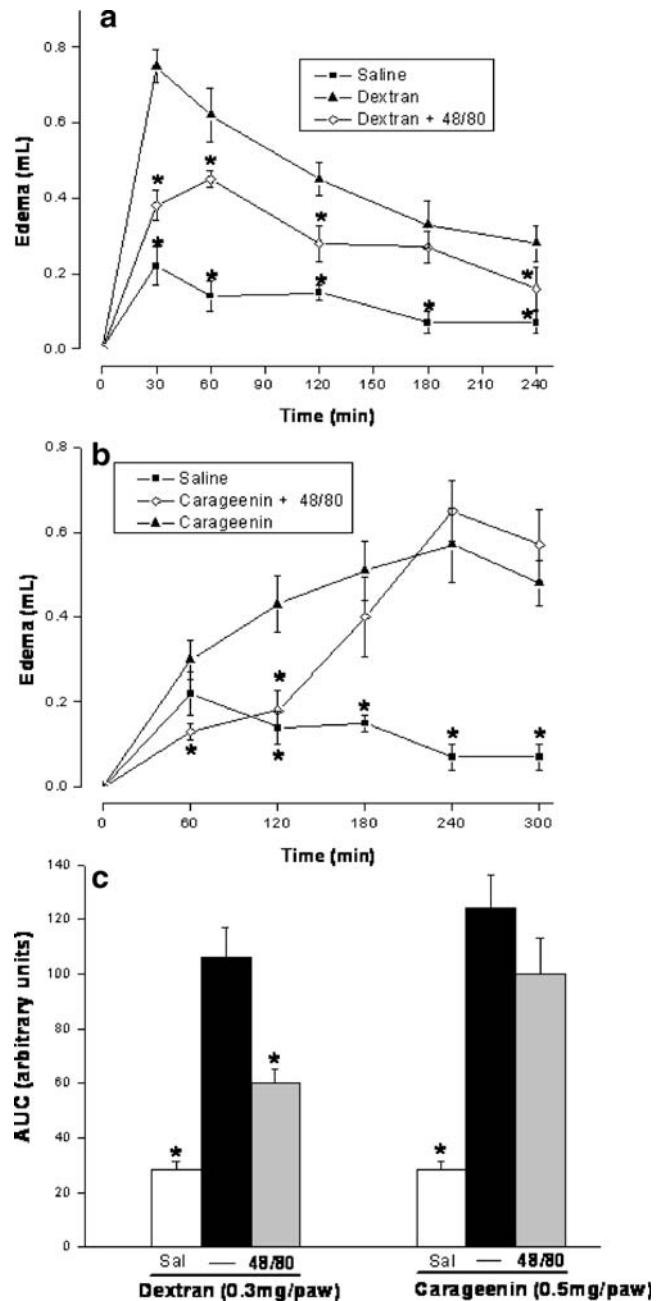 a
0.8
0.6
0.4
0.2
0.0
Edema (mL)
Saline
Dextran
Dextran + 48/80
* * *
* * * * * *
0 30 60 90 120 150 180 210 240
Time (min)
b
0.8
0.6
0.4
0.2
0.0
Edema (mL)
Saline
Carageenin + 48/80
Carageenin
* * * *
* *
0 60 120 180 240 300
Time (min)
c
140
120
100
80
60
40
20
0
AUC (arbitrary units)
* * *
Sal — 48/80 Sal — 48/80
Dextran (0.3mg/paw) Carageenin (0.5mg/paw)